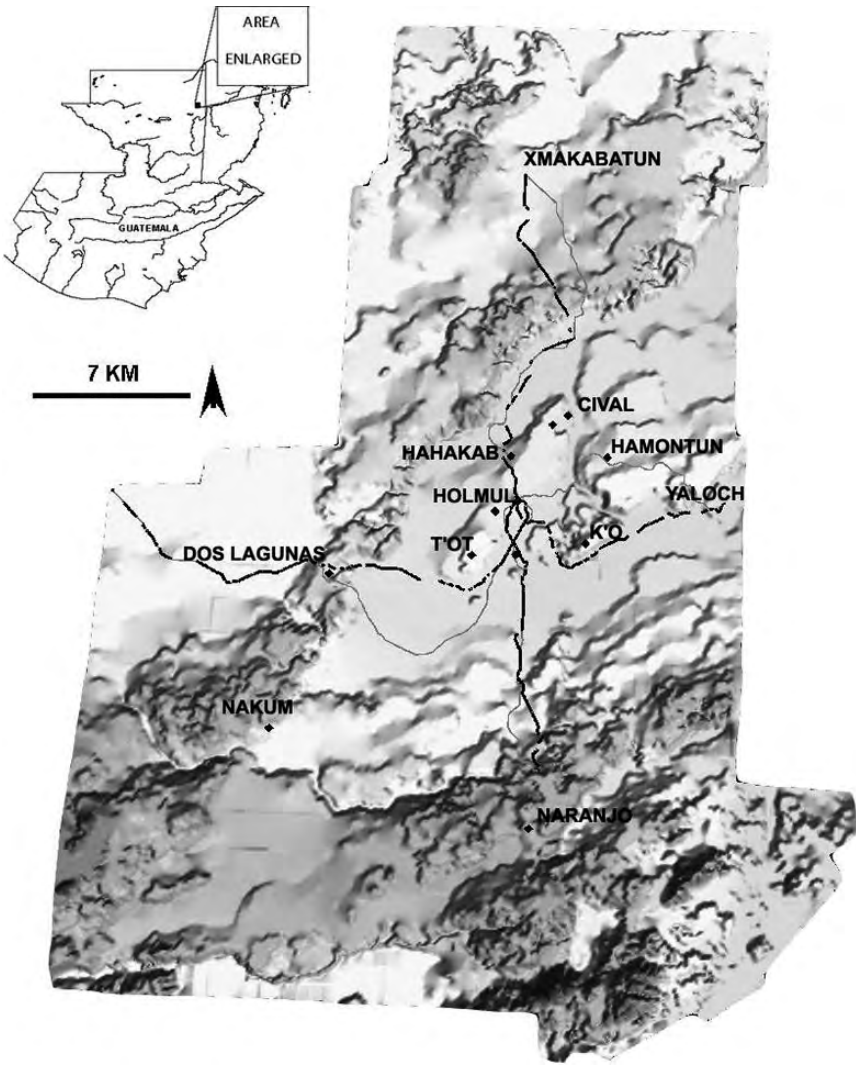 AREA
ENLARGED
GUATEMALA
XMAKABATUN
7 KM
CIVAL
HAHAKAB
HAMONTUN
HOLMUL
YALOCH
DOS LAGUNAS
T'OT
K'O
NAKUM
NARANJO